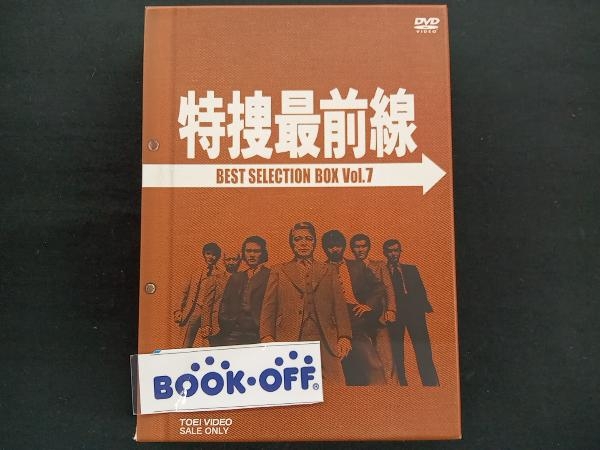 DVD
VIDEO
特捜最前線
BEST SELECTION BOX Vol.7
BOOK•OFF®
TOEI VIDEO
SALE ONLY